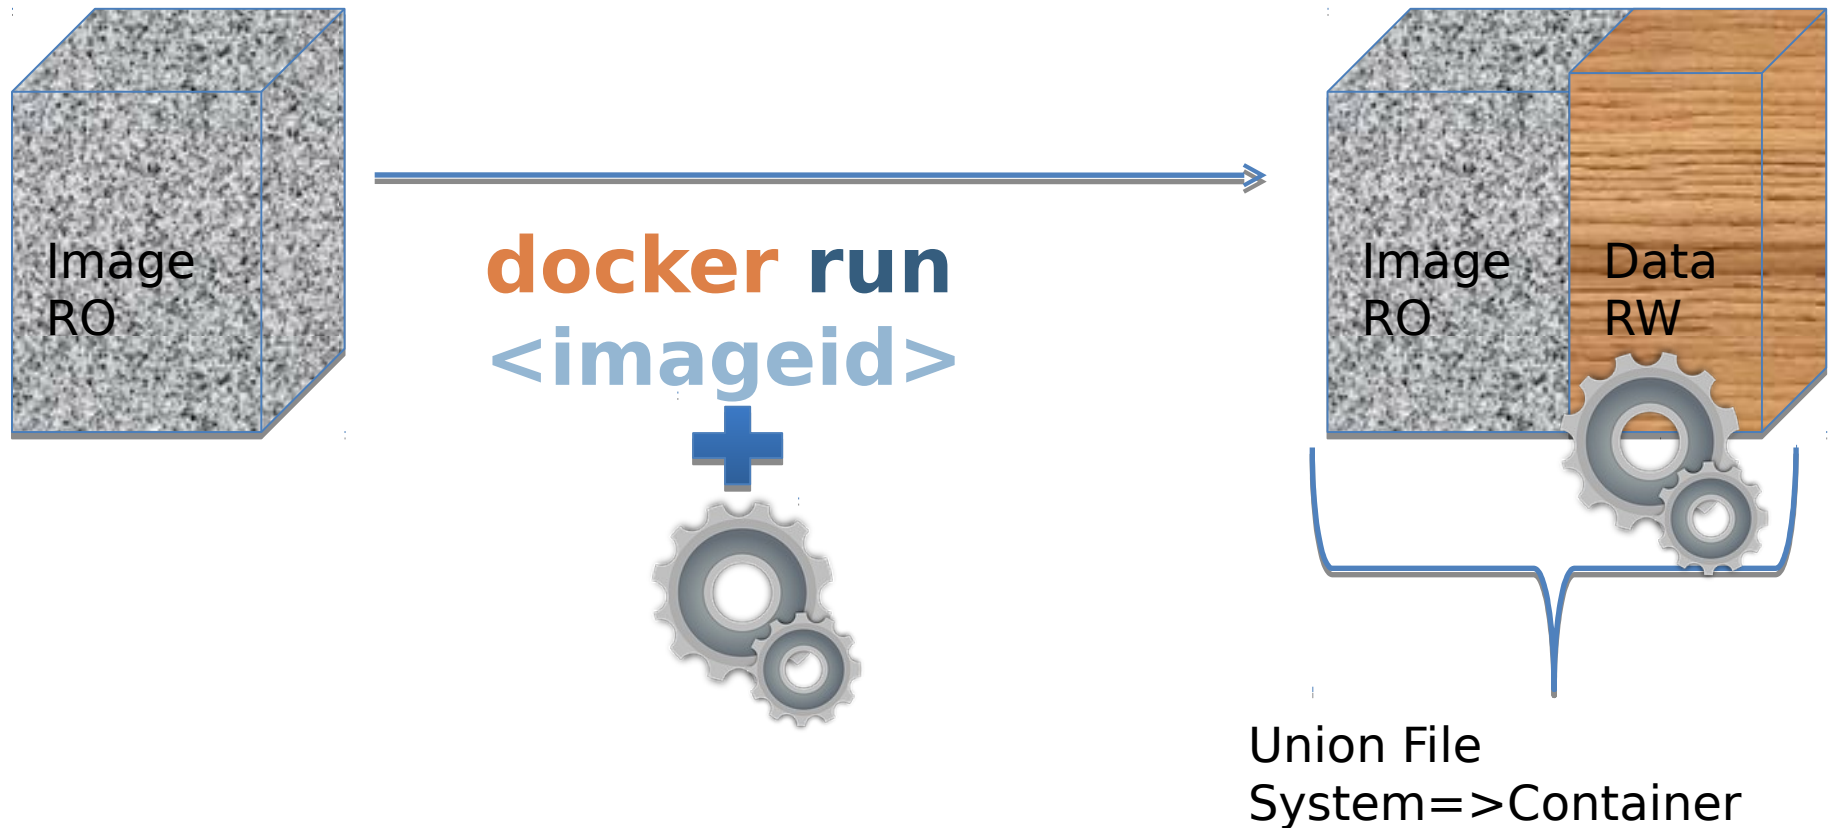 Image
RO
docker run
<imageid>
Image
RO
Data
RW
Union File
System=>Container